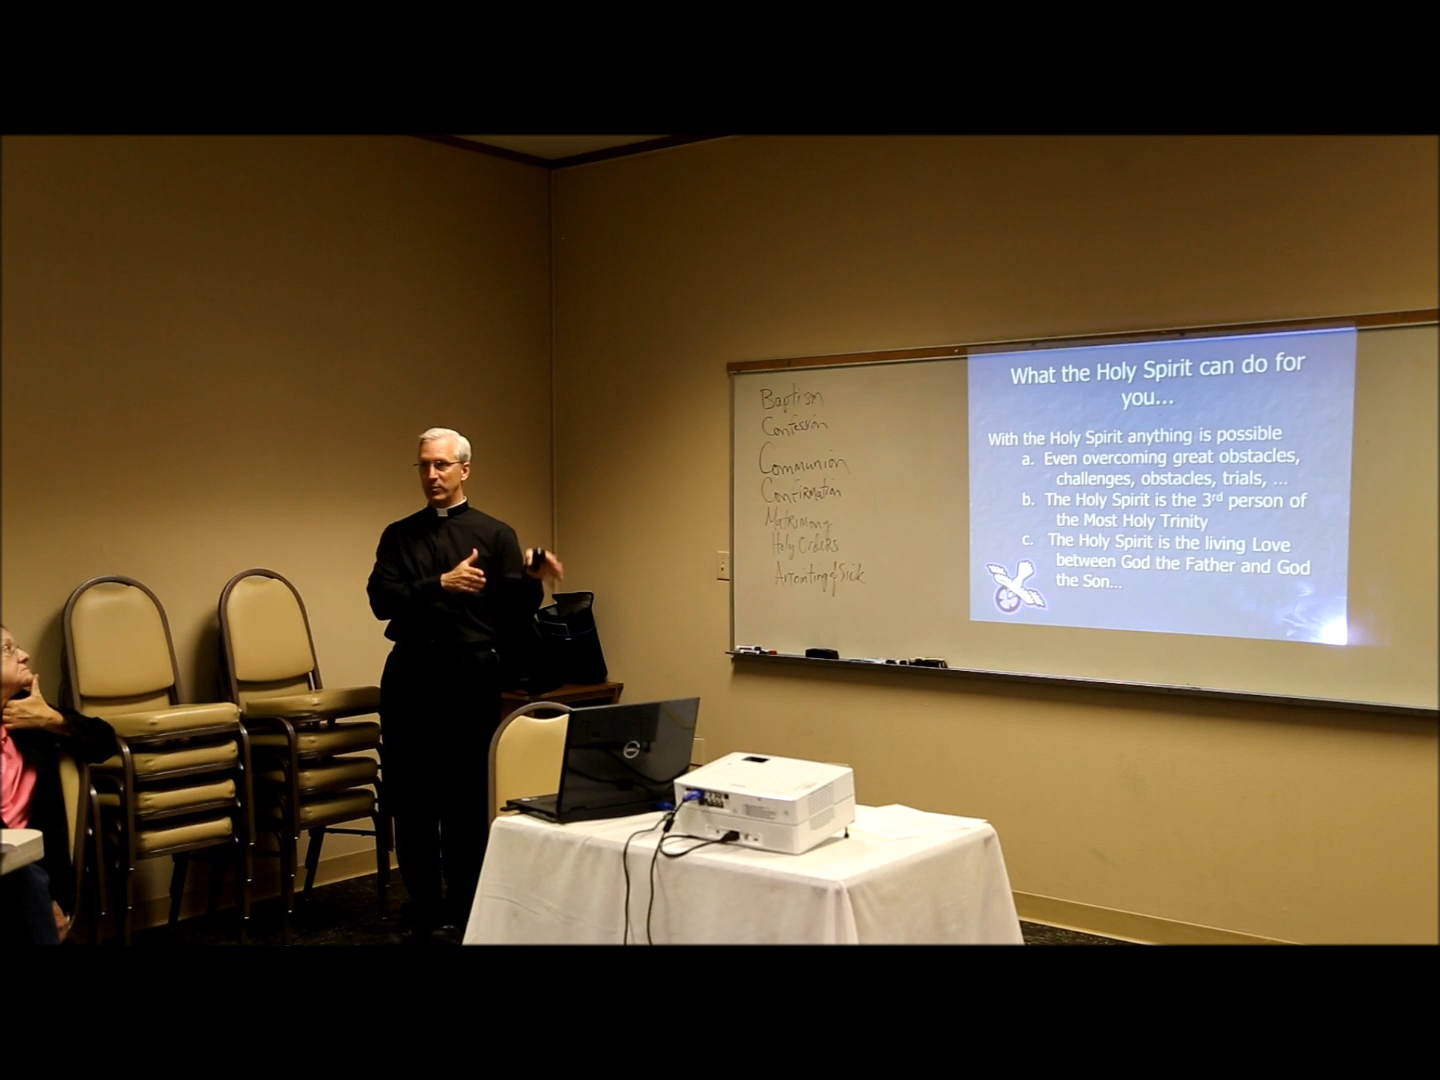 Baptism
Confession
Communion
Confirmation
Matrimony
Holy Orders
Anointing of Sick
What the Holy Spirit can do for
you...
With the Holy Spirit anything is possible
a. Even overcoming great obstacles,
challenges, obstacles, trials, ...
b. The Holy Spirit is the 3rd person of
the Most Holy Trinity
c. The Holy Spirit is the living Love
between God the Father and God
the Son...
DELL